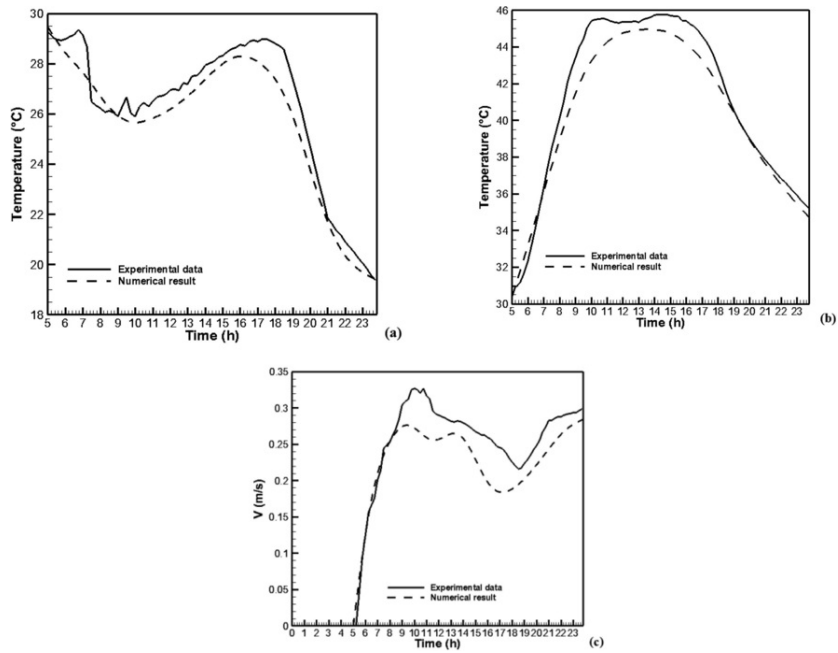 30
28
26
24
22
20
18
Temperature (°C)
Experimental data
Numerical result
5 6 7 8 9 10 11 12 13 14 15 16 17 18 19 20 21 22 23
Time (h)
(a)
46
44
42
40
38
36
34
32
30
Temperature (°C)
Experimental data
Numerical result
5 6 7 8 9 10 11 12 13 14 15 16 17 18 19 20 21 22 23
Time (h)
(b)
0.35
0.3
0.25
0.2
0.15
0.1
0.05
0
V (m/s)
Experimental data
Numerical result
0 1 2 3 4 5 6 7 8 9 10 11 12 13 14 15 16 17 18 19 20 21 22 23
Time (h)
(c)